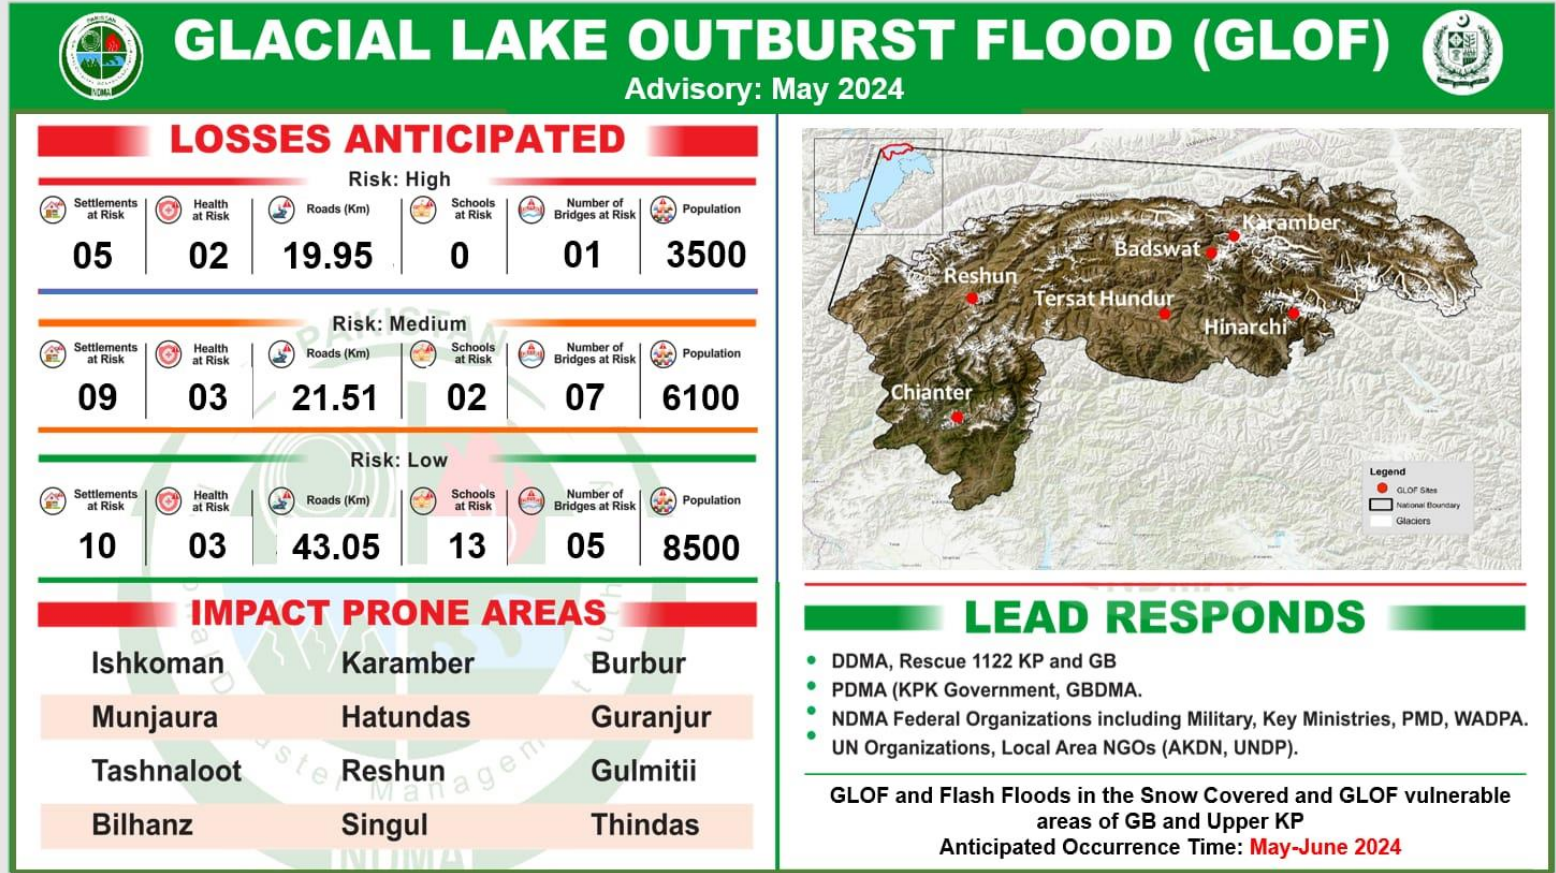 GLACIAL LAKE OUTBURST FLOOD (GLOF)
Advisory: May 2024
PAKISTAN
NDMA
LOSSES ANTICIPATED
Risk: High
Settlements at Risk
Health at Risk
Roads (Km)
Schools at Risk
Number of Bridges at Risk
Population
05
02
19.95
0
01
3500
Risk: Medium
Settlements at Risk
Health at Risk
Roads (Km)
Schools at Risk
Number of Bridges at Risk
Population
09
03
21.51
02
07
6100
Risk: Low
Settlements at Risk
Health at Risk
Roads (Km)
Schools at Risk
Number of Bridges at Risk
Population
10
03
43.05
13
05
8500
IMPACT PRONE AREAS
Ishkoman Karamber Burbur
Munjaura Hatundas Guranjur
Tashnaloot Reshun Gulmitii
Bilhanz Singul Thindas
PAKISTAN
NDMA
Karamber
Badswat
Reshun
Tersat Hundur
Hinarchi
Chianter
Legend
GLOF Sites
National Boundary
Glaciers
LEAD RESPONDS
• DDMA, Rescue 1122 KP and GB
• PDMA (KPK Government, GBDMA.
• NDMA Federal Organizations including Military, Key Ministries, PMD, WADPA.
• UN Organizations, Local Area NGOs (AKDN, UNDP).
GLOF and Flash Floods in the Snow Covered and GLOF vulnerable
areas of GB and Upper KP
Anticipated Occurrence Time: May-June 2024